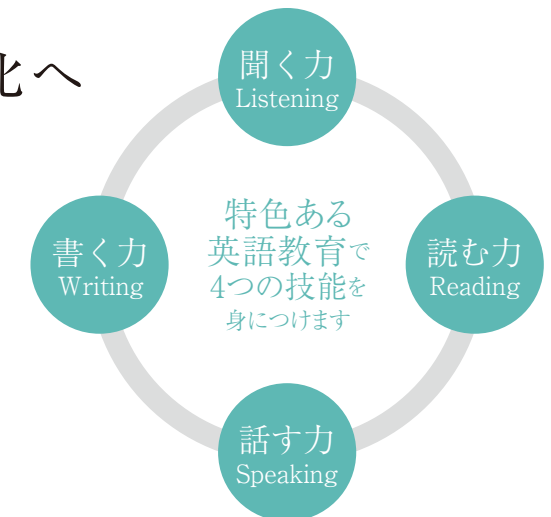 へ
聞く力
Listening
特色ある
英語教育で
4つの技能を
身につけます
書く力
Writing
読む力
Reading
話す力
Speaking